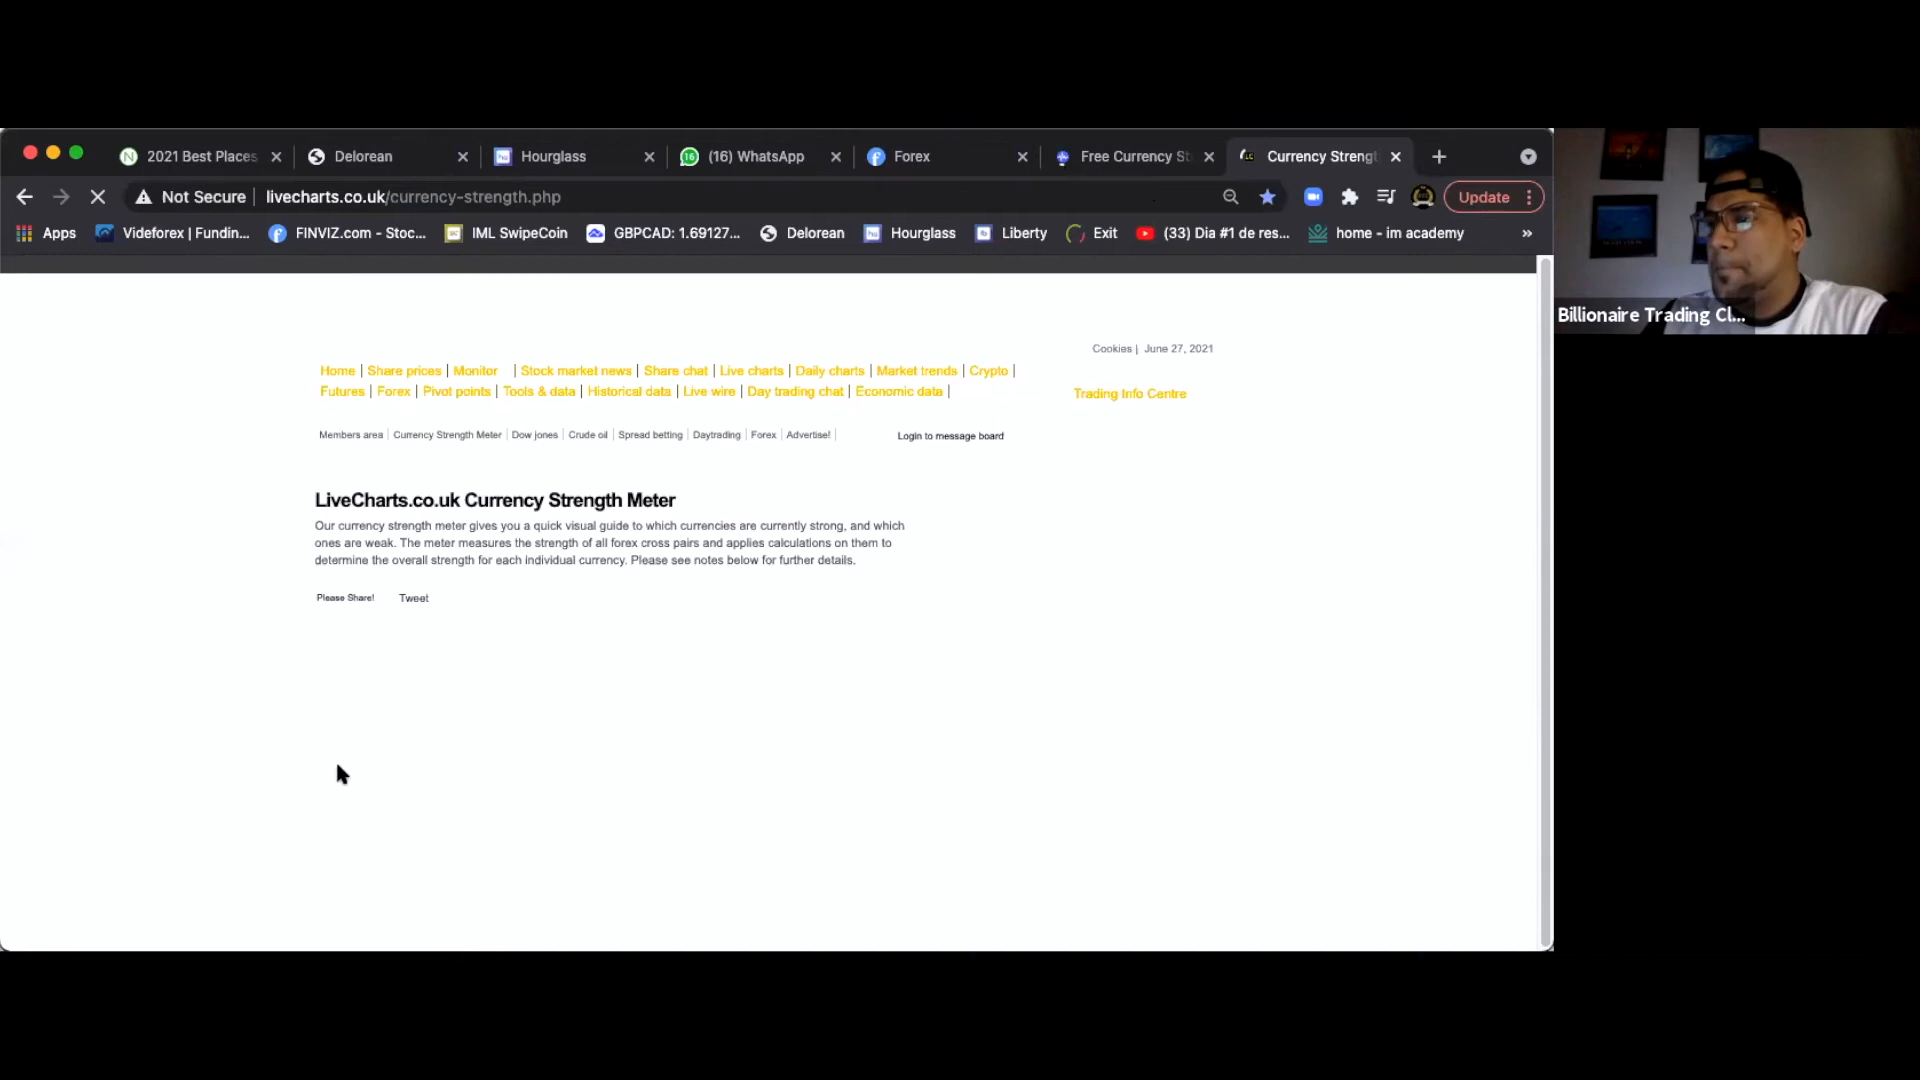 2021 Best Places
Delorean
Hourglass
(16) WhatsApp
Forex
Free Currency St
Currency Strengt
Not Secure
livecharts.co.uk/currency-strength.php
Update
Apps
Videforex | Fundin...
FINVIZ.com - Stoc...
IML SwipeCoin
GBPCAD: 1.69127...
Delorean
Hourglass
Liberty
Exit
(33) Dia #1 de res...
home - im academy
»
Billionaire Trading Cl...
Cookies | June 27, 2021
Home | Share prices | Monitor | Stock market news | Share chat | Live charts | Daily charts | Market trends | Crypto |
Futures | Forex | Pivot points | Tools & data | Historical data | Live wire | Day trading chat | Economic data |
Trading Info Centre
Members area | Currency Strength Meter | Dow jones | Crude oil | Spread betting | Daytrading | Forex | Advertise! |
Login to message board
LiveCharts.co.uk Currency Strength Meter
Our currency strength meter gives you a quick visual guide to which currencies are currently strong, and which
ones are weak. The meter measures the strength of all forex cross pairs and applies calculations on them to
determine the overall strength for each individual currency. Please see notes below for further details.
Please Share!
Tweet